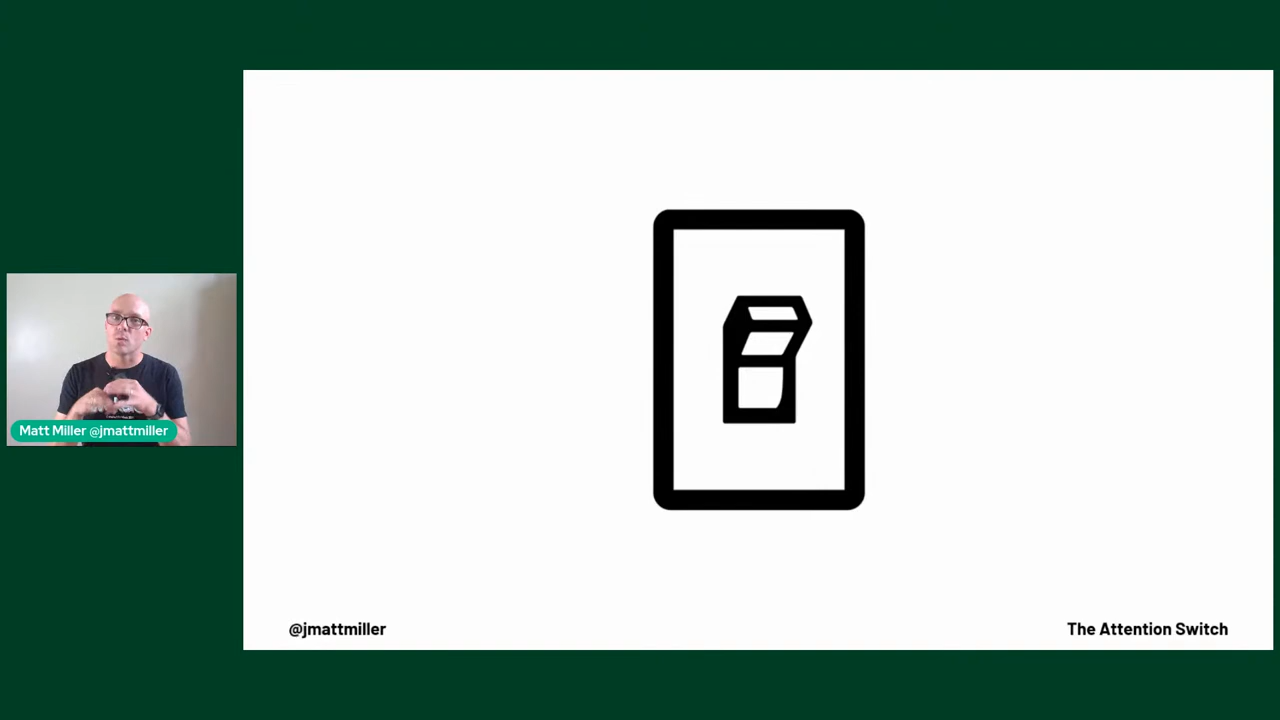 Matt Miller @jmattmiller
@jmattmiller
The Attention Switch